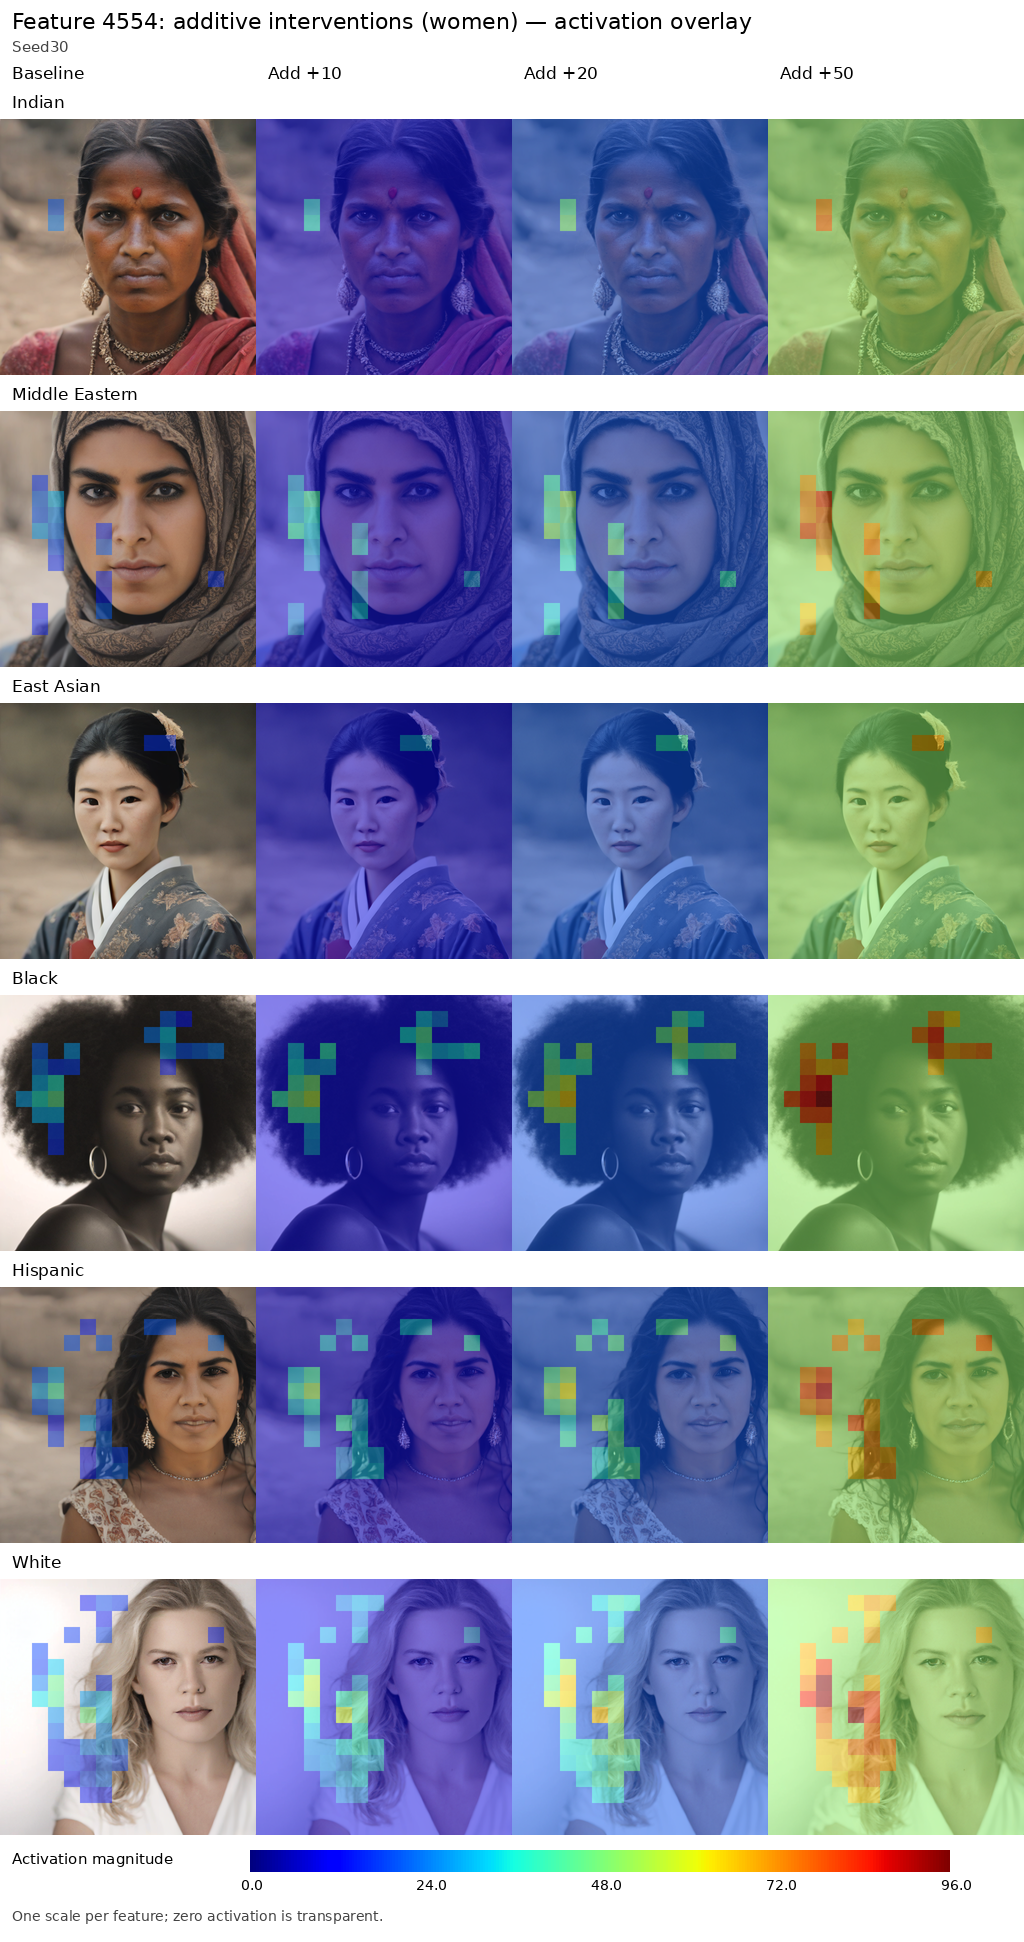 Feature 4554: additive interventions (women) — activation overlay
Seed30
Baseline Add +10 Add +20 Add +50
Indian
Middle Eastern
East Asian
Black
Hispanic
White
Activation magnitude
0.0 24.0 48.0 72.0 96.0
One scale per feature; zero activation is transparent.